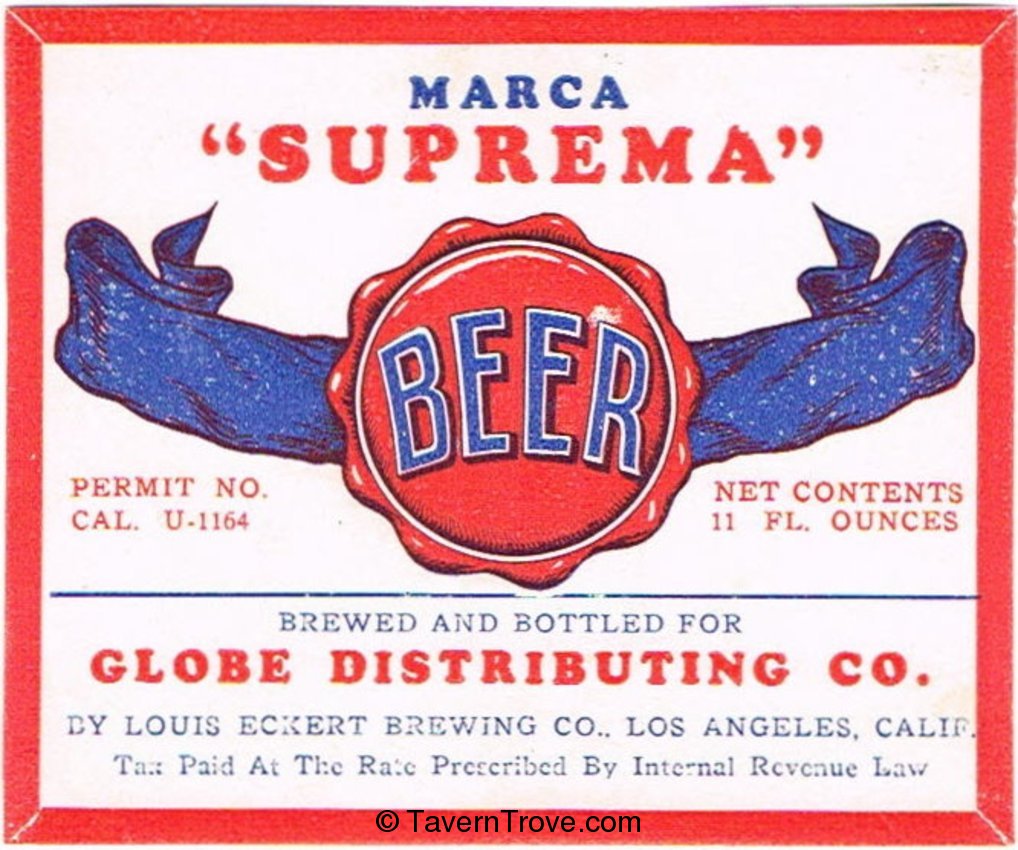 MARCA
“SUPREMA”
BEER
PERMIT NO.
CAL. U-1164
NET CONTENTS
11 FL. OUNCES
BREWED AND BOTTLED FOR
GLOBE DISTRIBUTING CO.
BY LOUIS ECKERT BREWING CO., LOS ANGELES, CALIF.
Tax Paid At The Rate Prescribed By Internal Revenue Law
© TavernTrove.com